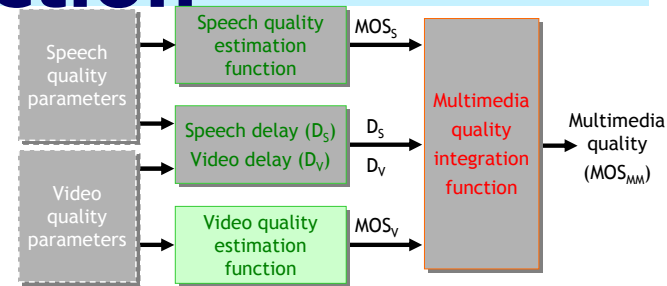 Speech
quality
parameters
Speech quality
estimation
function
MOSS
Speech delay (DS)
Video delay (DV)
DS
DV
Video
quality
parameters
Video quality
estimation
function
MOSV
Multimedia
quality
integration
function
Multimedia
quality
(MOSMM)